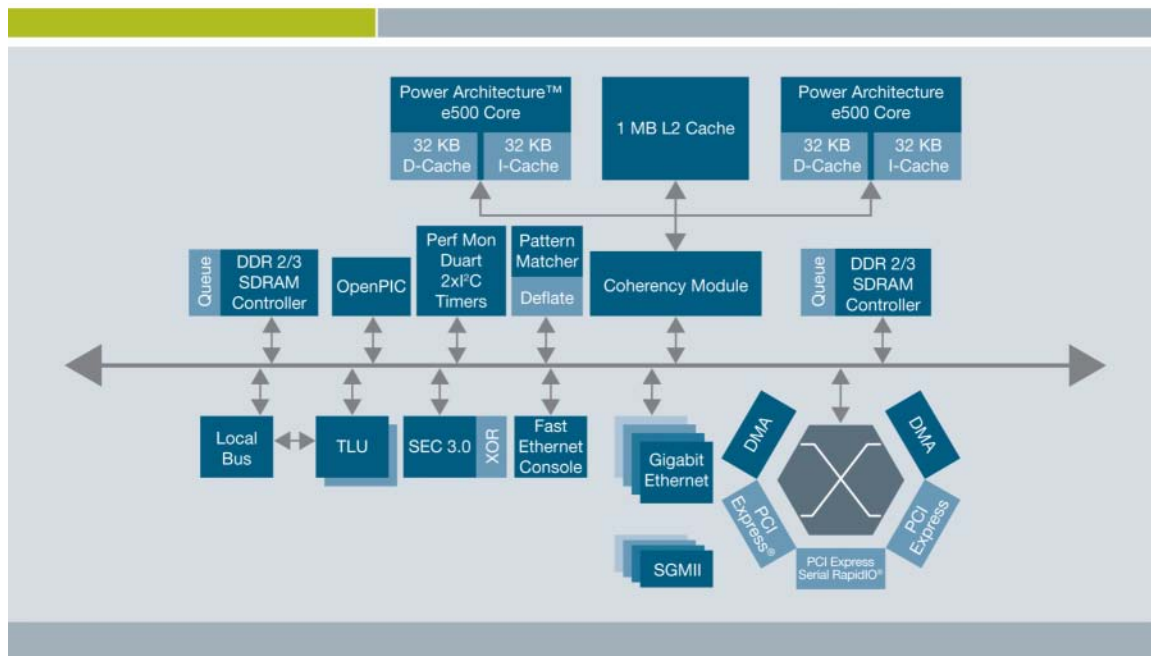 Power Architecture™
e500 Core
32 KB
D-Cache
32 KB
I-Cache
1 MB L2 Cache
Power Architecture
e500 Core
32 KB
D-Cache
32 KB
I-Cache
Queue
DDR 2/3
SDRAM
Controller
OpenPIC
Perf Mon
Duart
2xI²C
Timers
Pattern
Matcher
Deflate
Coherency Module
Queue
DDR 2/3
SDRAM
Controller
Local
Bus
TLU
SEC 3.0
XOR
Fast
Ethernet
Console
Gigabit
Ethernet
SGMII
DMA
DMA
PCI
Express®
PCI Express
Serial RapidIO®
PCI
Express